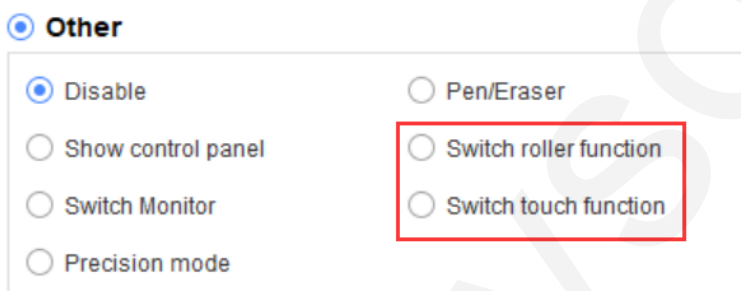 Other
Disable
Pen/Eraser
Show control panel
Switch roller function
Switch Monitor
Switch touch function
Precision mode